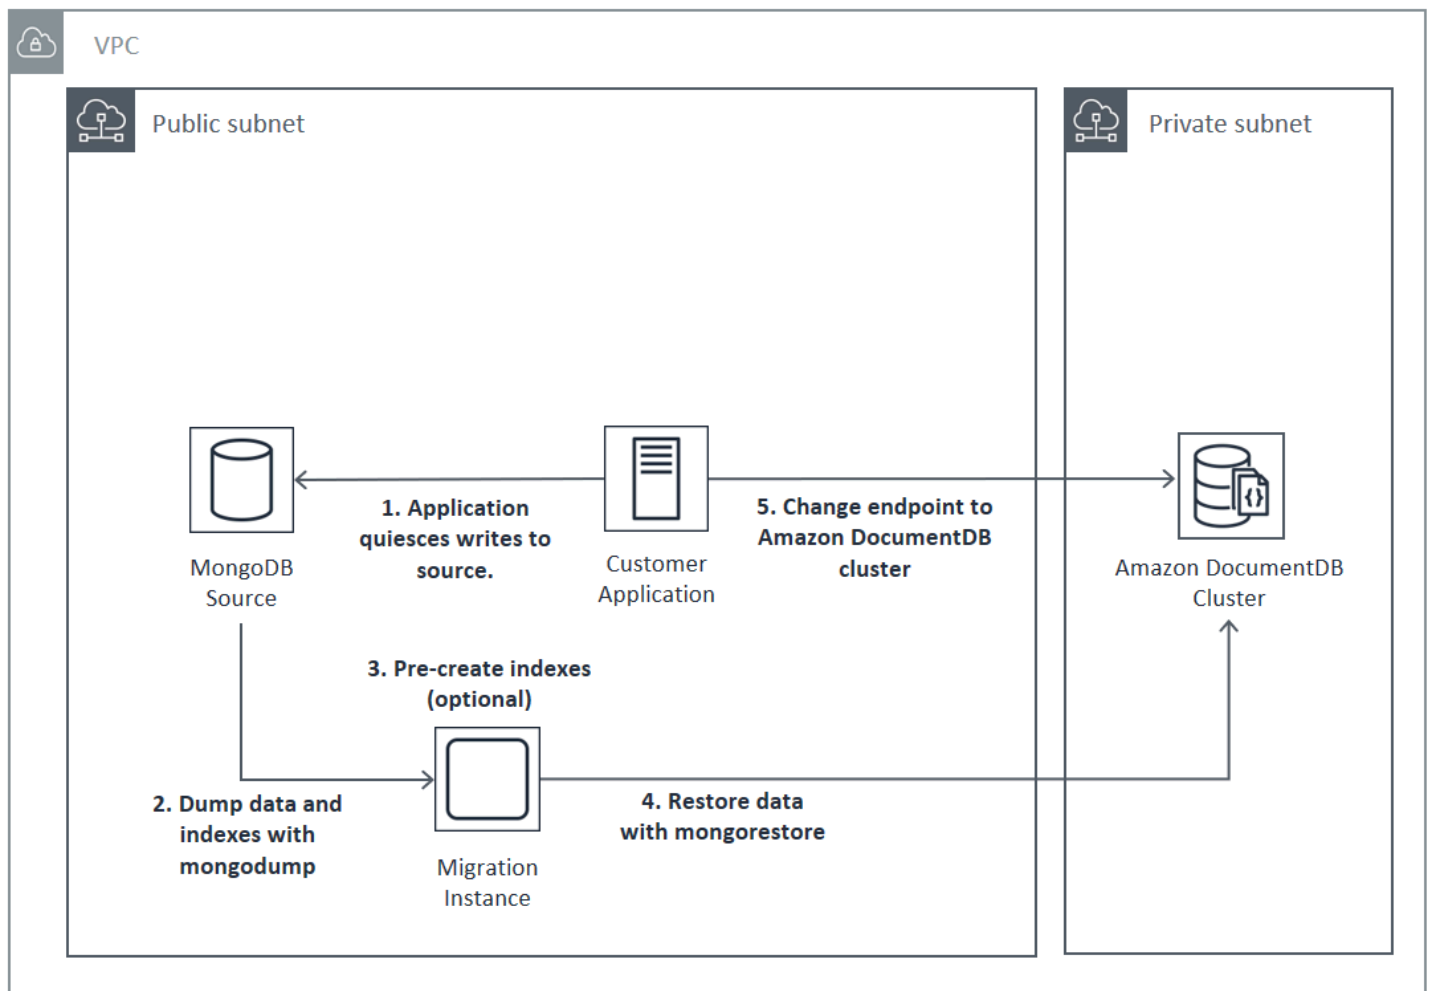 VPC
Public subnet
Private subnet
1. Application
quiesces writes to
source.
5. Change endpoint to
Amazon DocumentDB
cluster
MongoDB
Source
Customer
Application
Amazon DocumentDB
Cluster
3. Pre-create indexes
(optional)
2. Dump data and
indexes with
mongodump
4. Restore data
with mongorestore
Migration
Instance